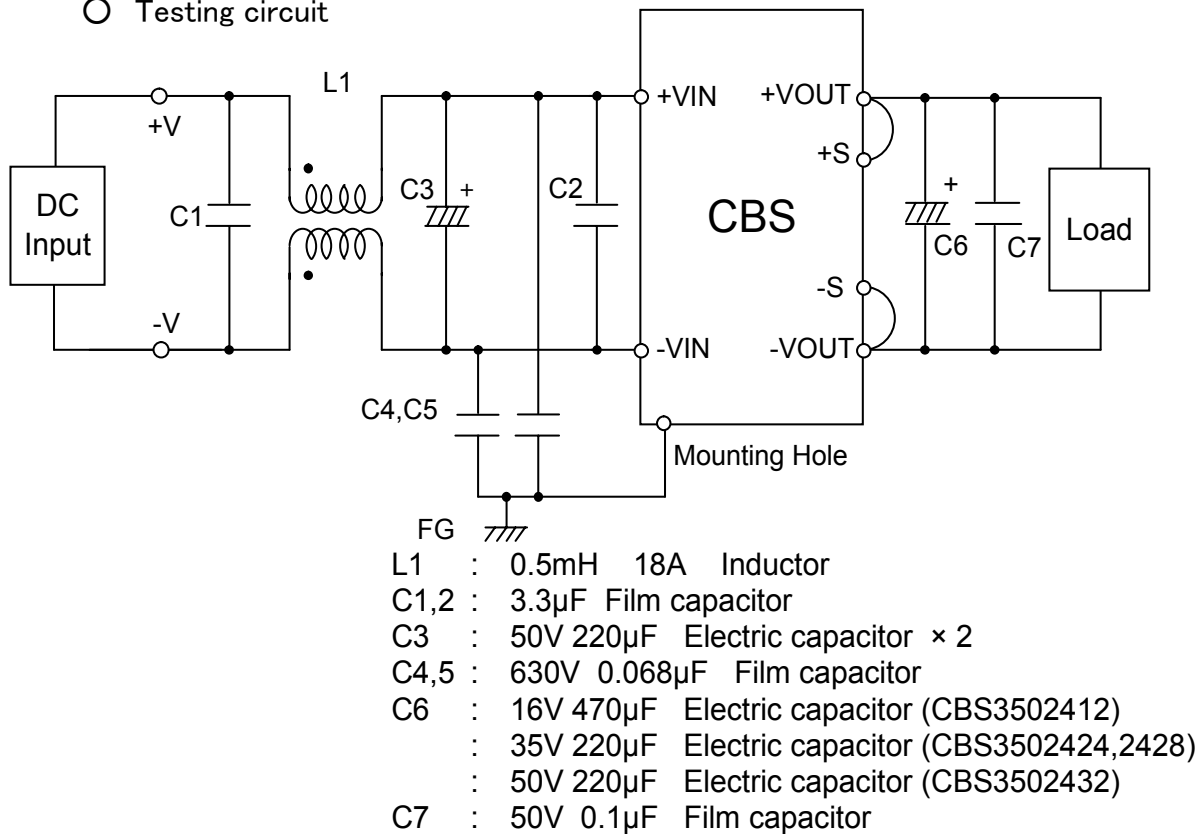 ○ Testing circuit
L1
+VIN
+VOUT
+V
+S
C3
+
C2
+
DC
Input
C1
CBS
C6
C7
Load
-S
-V
-VIN
-VOUT
C4,C5
Mounting Hole
FG
L1 : 0.5mH 18A Inductor
C1,2 : 3.3µF Film capacitor
C3 : 50V 220µF Electric capacitor × 2
C4,5 : 630V 0.068µF Film capacitor
C6 : 16V 470µF Electric capacitor (CBS3502412)
: 35V 220µF Electric capacitor (CBS3502424,2428)
: 50V 220µF Electric capacitor (CBS3502432)
C7 : 50V 0.1µF Film capacitor